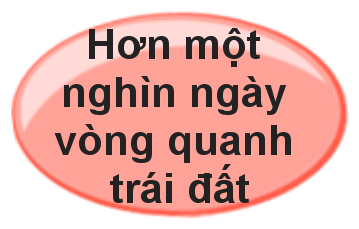 Hơn một
nghìn ngày
vòng quanh
trái đất